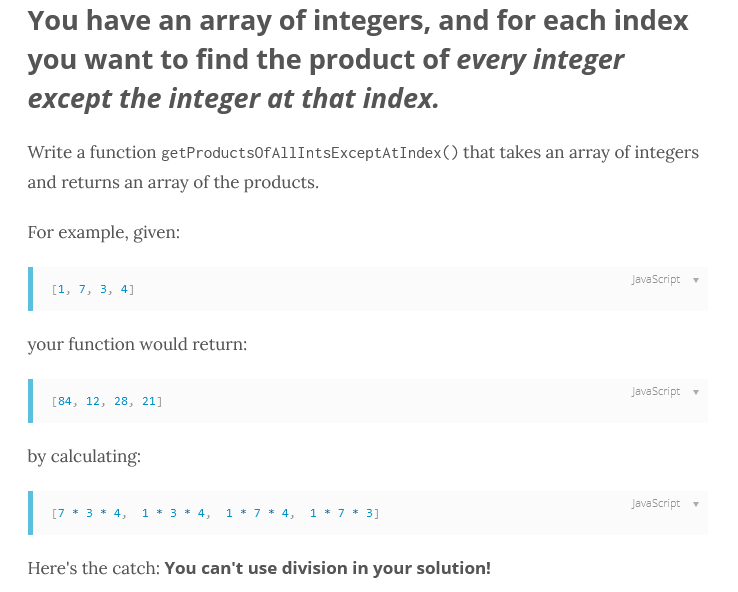 You have an array of integers, and for each index
you want to find the product of every integer
except the integer at that index.
Write a function getProductsOfAllIntsExceptAtIndex() that takes an array of integers
and returns an array of the products.
For example, given:
JavaScript ▼
[1, 7, 3, 4]
your function would return:
JavaScript ▼
[84, 12, 28, 21]
by calculating:
JavaScript ▼
[7 * 3 * 4,  1 * 3 * 4,  1 * 7 * 4,  1 * 7 * 3]
Here's the catch: You can't use division in your solution!